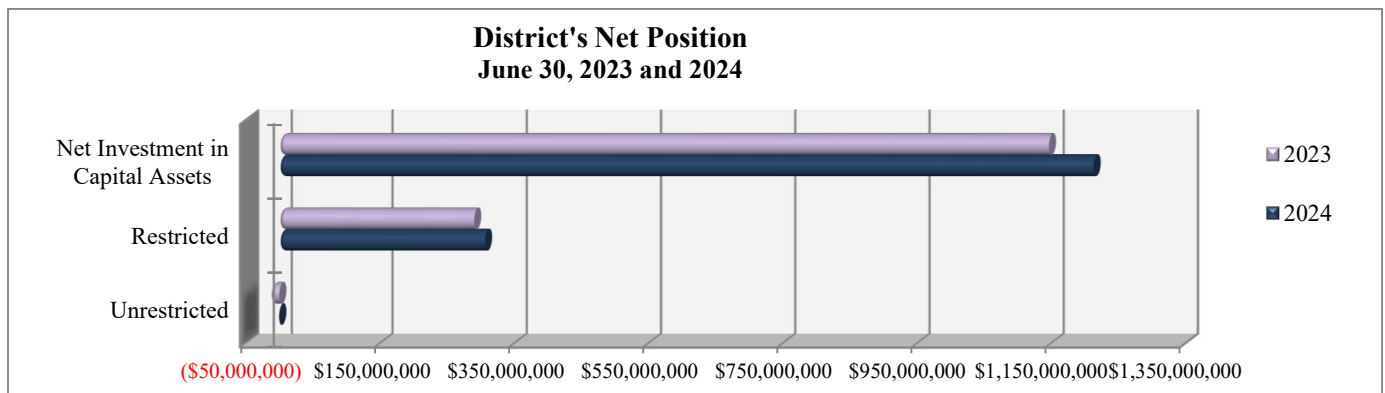 District's Net Position
June 30, 2023 and 2024
Net Investment in
Capital Assets
Restricted
Unrestricted
2023
2024
($50,000,000) $150,000,000 $350,000,000 $550,000,000 $750,000,000 $950,000,000 $1,150,000,000 $1,350,000,000